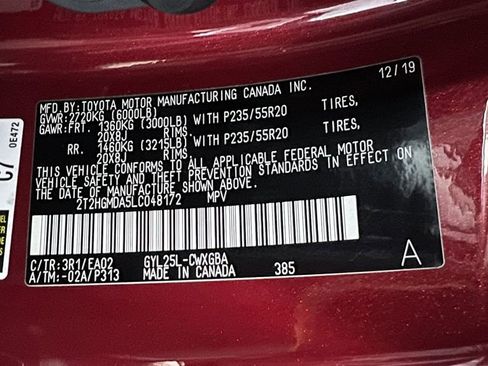 MFD.BY:TOYOTA MOTOR MANUFACTURING CANADA INC. 12/19
GVWR:2720KG (6000LB)
GAWR:FRT. 1360KG (3000LB) WITH P235/55R20 TIRES,
20X8J RIMS
RR. 1460KG (3215LB) WITH P235/55R20 TIRES,
20X8J RIMS
THIS VEHICLE CONFORMS TO ALL APPLICABLE FEDERAL MOTOR
VEHICLE SAFETY AND THEFT PREVENTION STANDARDS IN EFFECT ON
THE DATE OF MANUFACTURE SHOWN ABOVE.
2T2HGMDA5LC048172 MPV
C/TR:3R1/EA02 GYL25L-CWXGBA A
A/TM:-02A/P313 MADE IN CANADA 385
0E472
C7